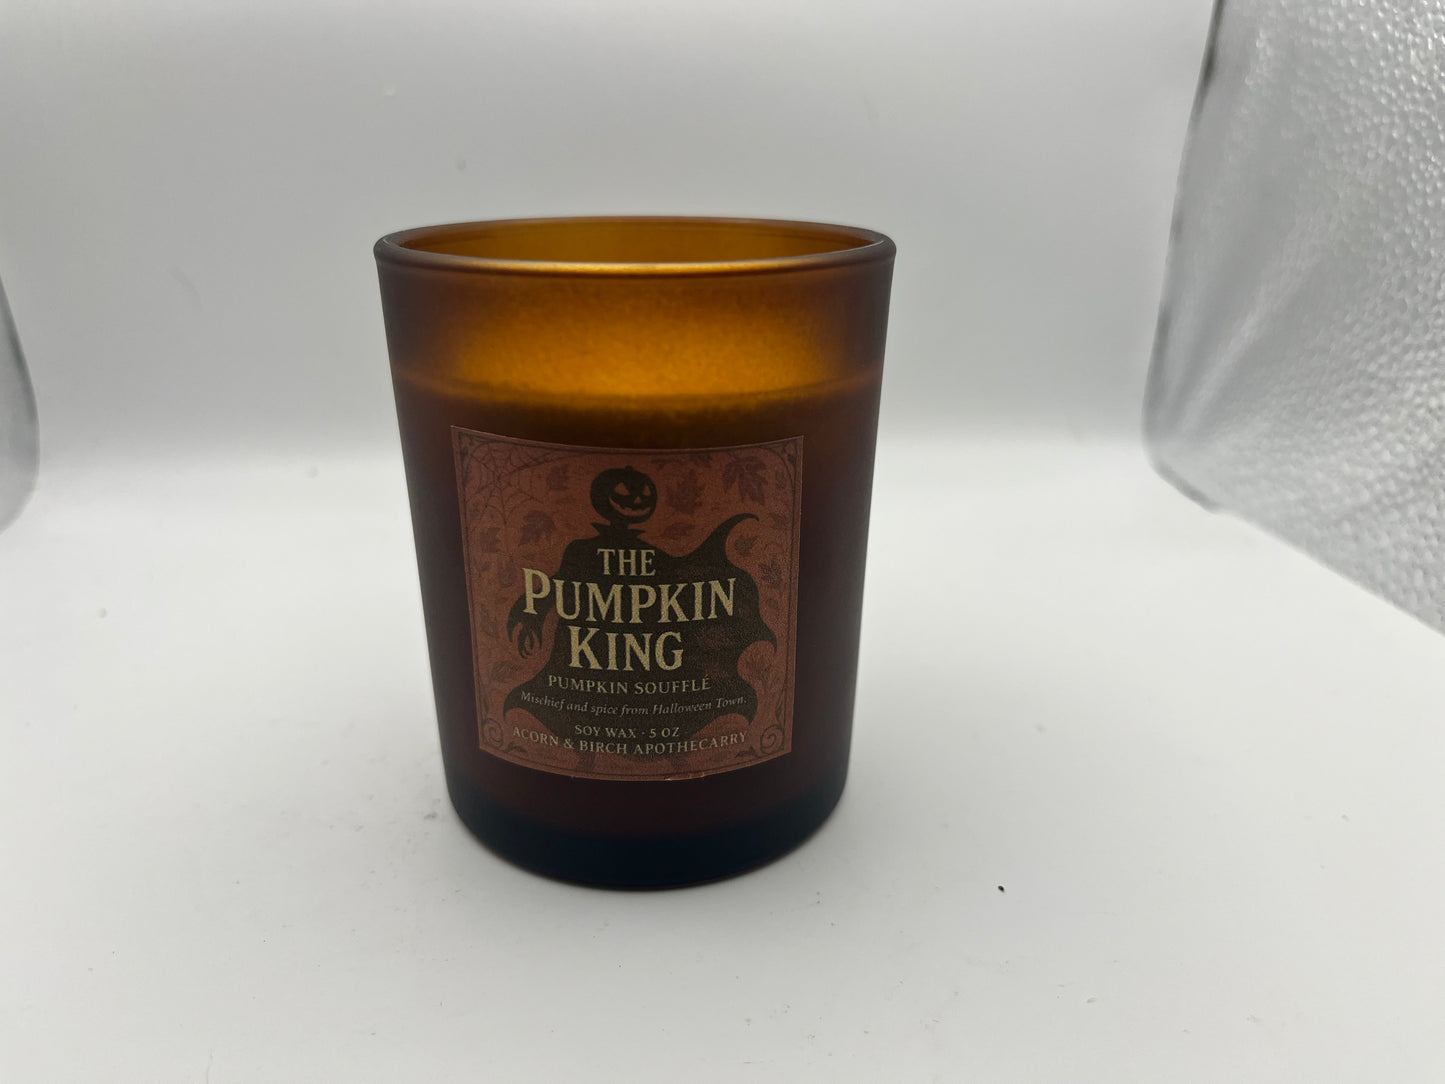 THE
PUMPKIN
KING
PUMPKIN SOUFFLÉ
Mischief and spice from Halloween Town.
SOY WAX · 5 OZ
ACORN & BIRCH APOTHECARRY